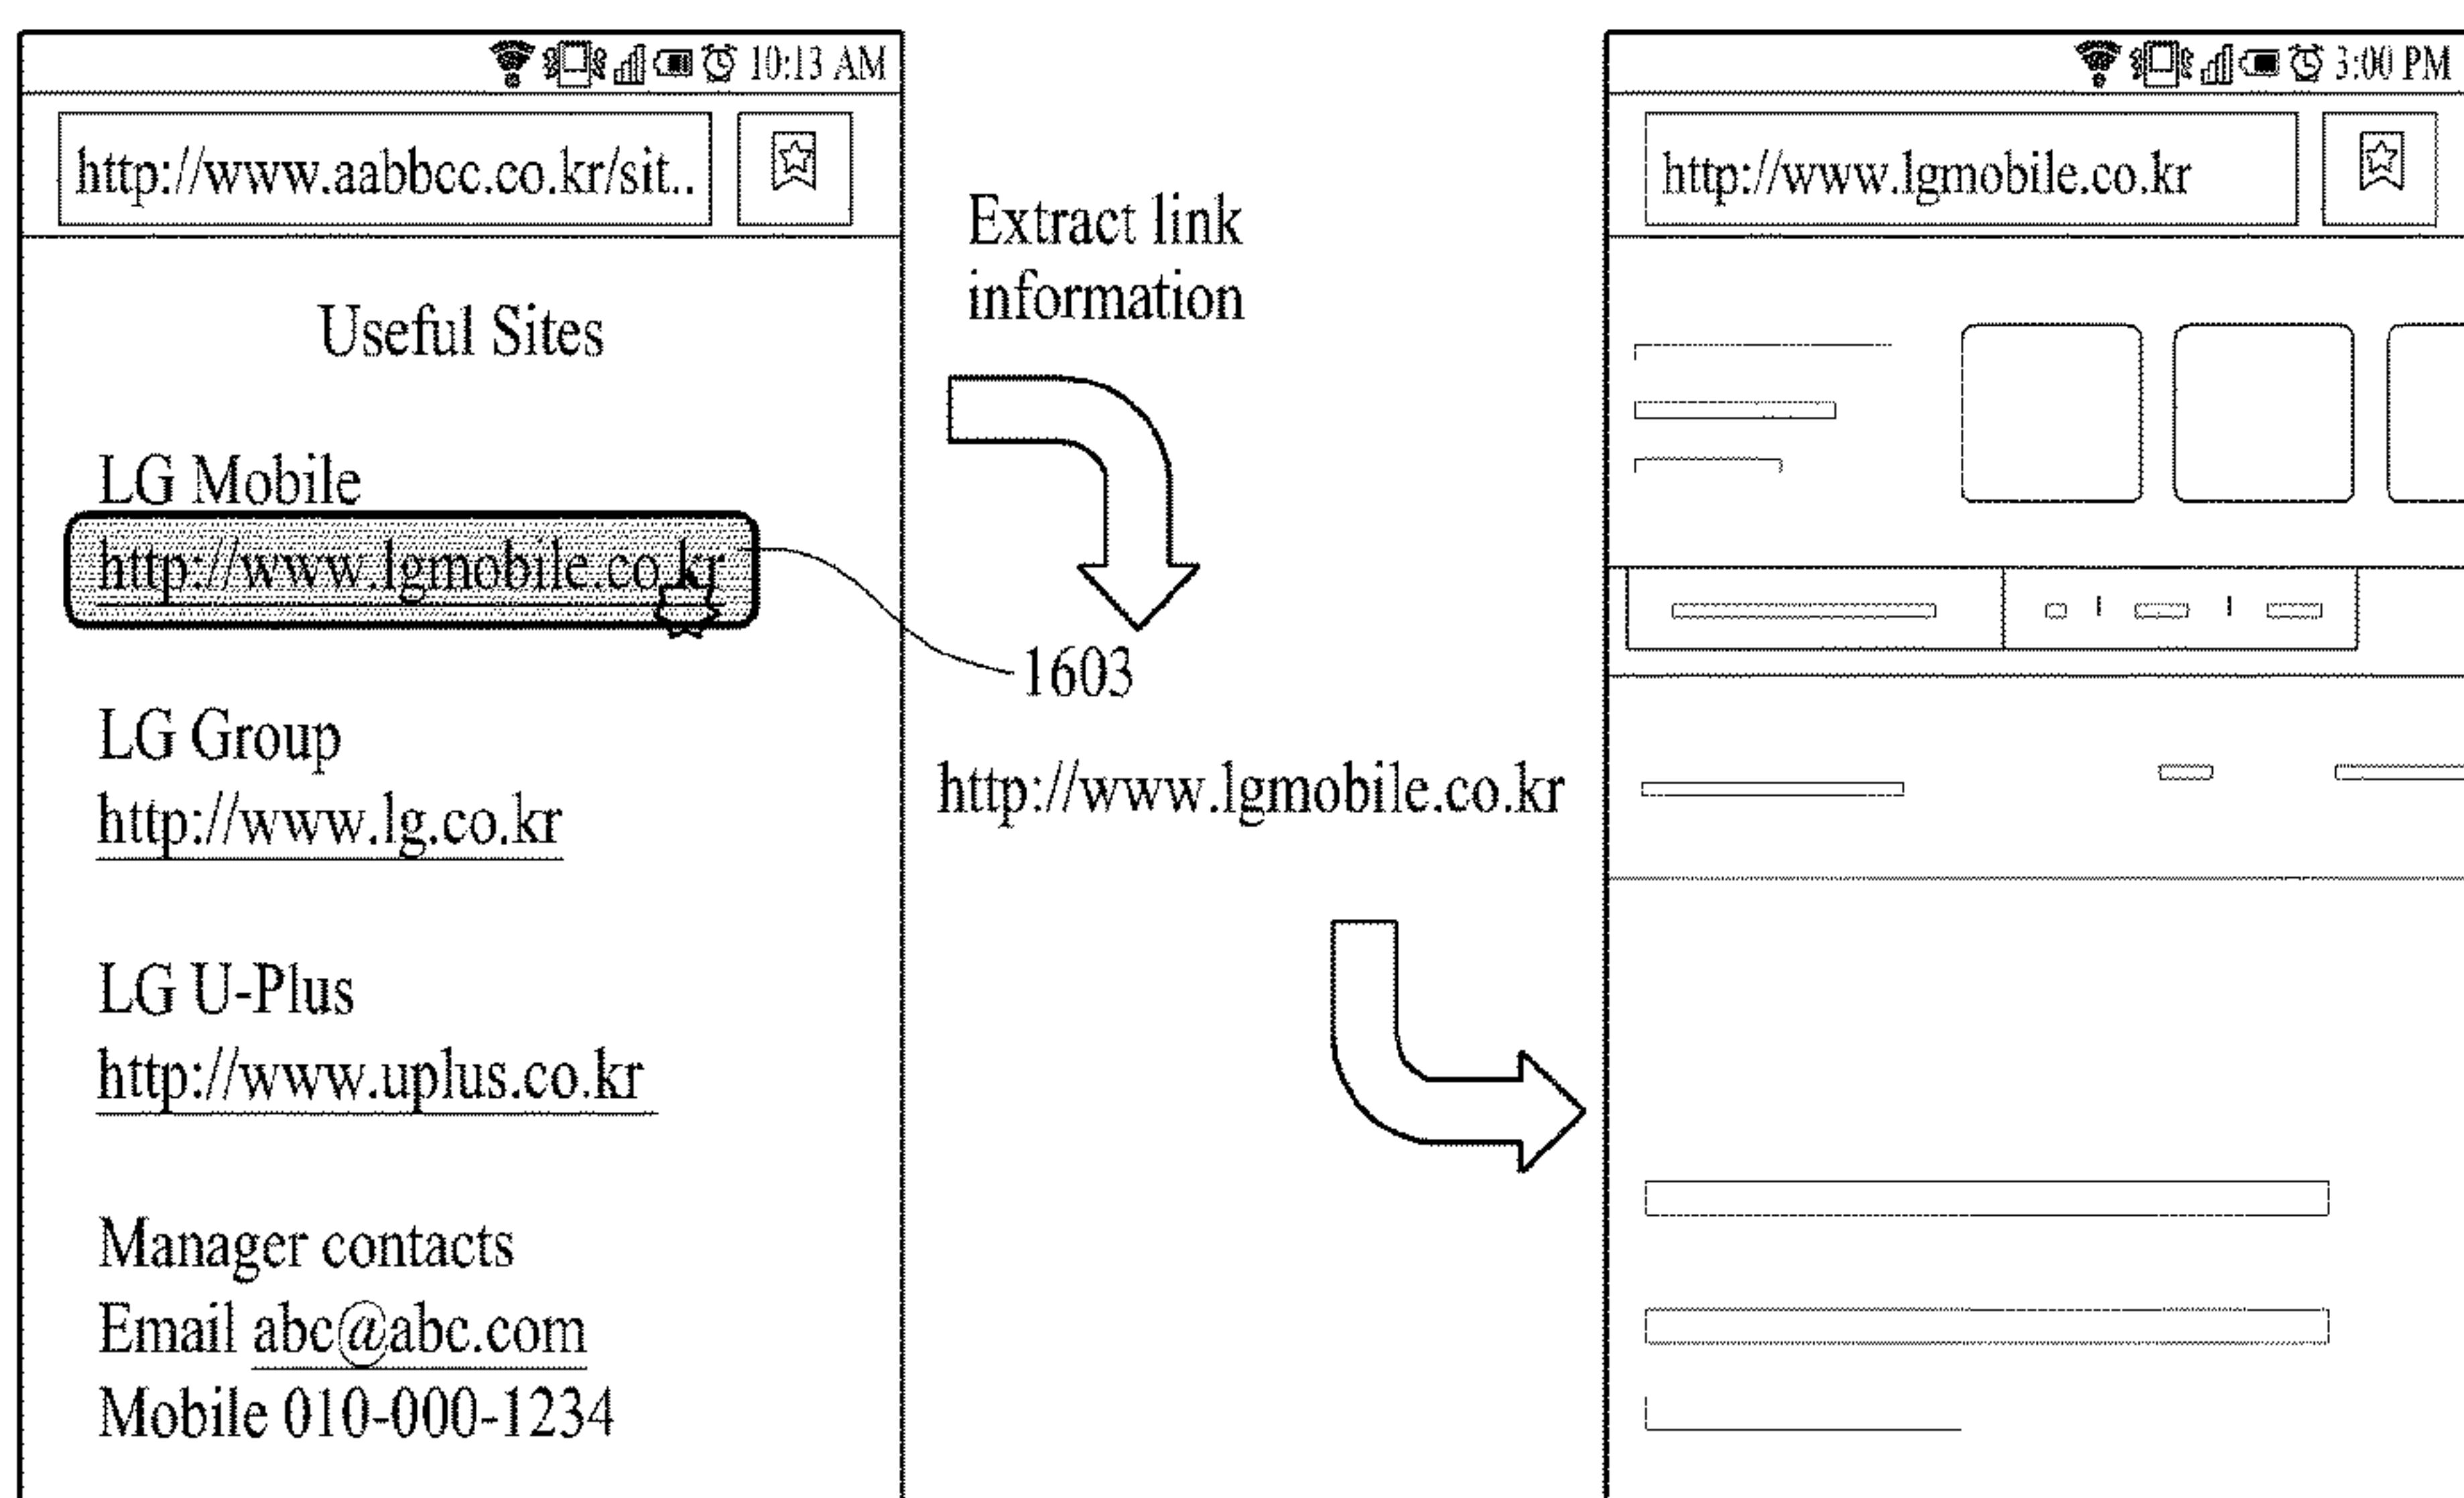 10:13 AM
http://www.aabbcc.co.kr/sit..
Useful Sites
LG Mobile
http://www.lgmobile.co.kr
LG Group
http://www.lg.co.kr
LG U-Plus
http://www.uplus.co.kr
Manager contacts
Email abc@abc.com
Mobile 010-000-1234
Extract link
information
1603
http://www.lgmobile.co.kr
3:00 PM
http://www.lgmobile.co.kr